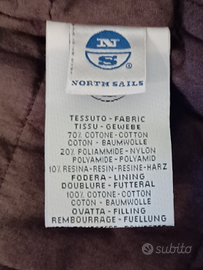 N
S
®
NORTH SAILS
TESSUTO - FABRIC
TISSU - GEWEBE
70% COTONE - COTTON
COTON - BAUMWOLLE
20% POLIAMMIDE - NYLON
POLYAMIDE - POLYAMID
10% RESINA-RESIN-RESINE-HARZ
FODERA - LINING
DOUBLURE - FUTTERAL
100% COTONE - COTTON
COTON - BAUMWOLLE
OVATTA - FILLING
REMBOURRAGE - FUELLUNG
subito